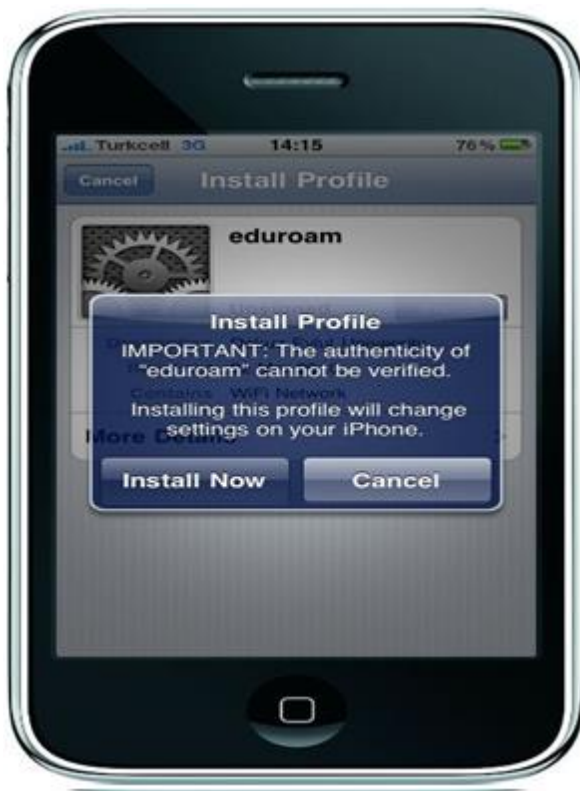 Turkcell 3G 14:15 76%
Cancel Install Profile
eduroam
Install Profile
IMPORTANT: The authenticity of
"eduroam" cannot be verified.
Contains WiFi Network
Installing this profile will change
settings on your iPhone.
More Details
Install Now Cancel